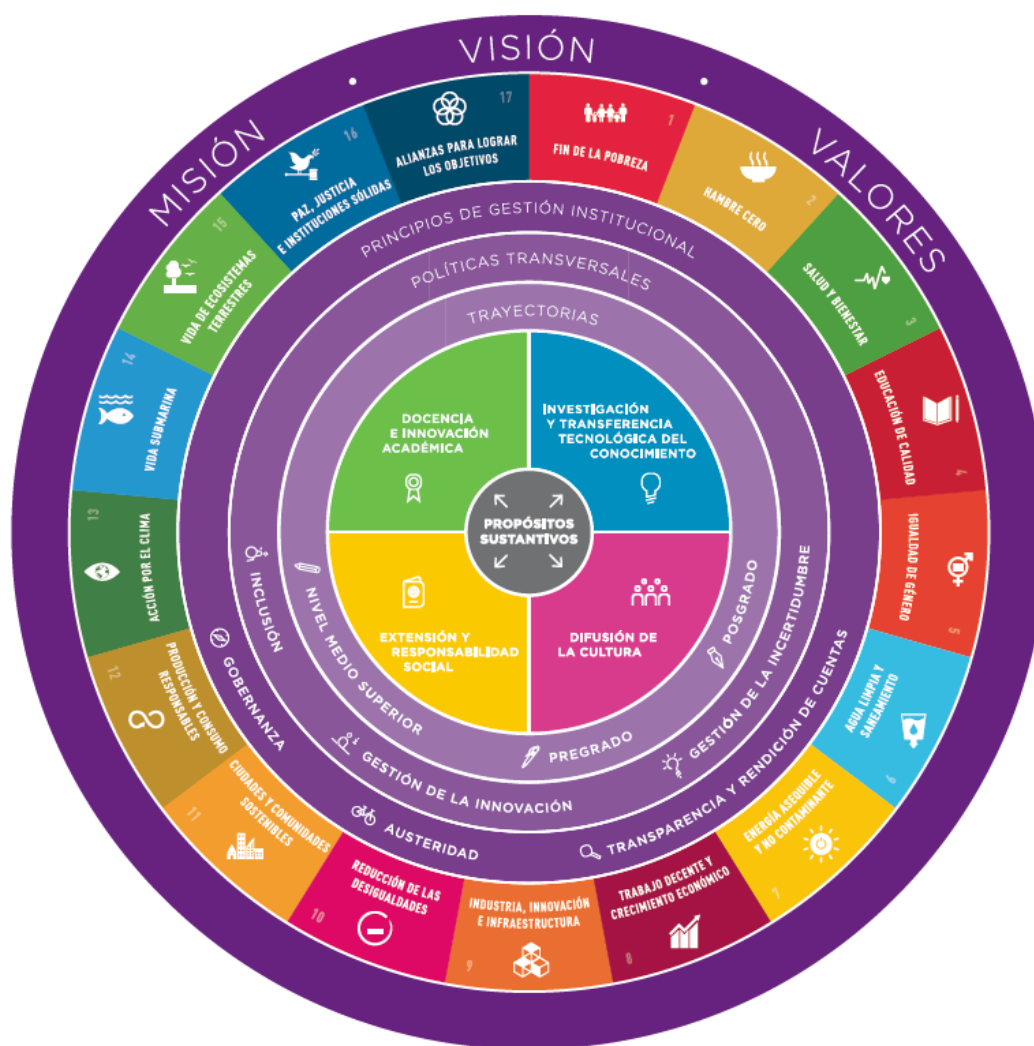 VISIÓN
MISIÓN
VALORES
1
FIN DE LA POBREZA
2
HAMBRE CERO
3
SALUD Y BIENESTAR
4
EDUCACIÓN DE CALIDAD
5
IGUALDAD DE GÉNERO
6
AGUA LIMPIA Y
SANEAMIENTO
7
ENERGÍA ASEQUIBLE
Y NO CONTAMINANTE
8
TRABAJO DECENTE Y
CRECIMIENTO ECONÓMICO
9
INDUSTRIA, INNOVACIÓN
E INFRAESTRUCTURA
10
REDUCCIÓN DE LAS
DESIGUALDADES
11
CIUDADES Y COMUNIDADES
SOSTENIBLES
12
PRODUCCIÓN Y CONSUMO
RESPONSABLES
13
ACCIÓN POR EL CLIMA
14
VIDA SUBMARINA
15
VIDA DE ECOSISTEMAS
TERRESTRES
16
PAZ, JUSTICIA
E INSTITUCIONES SÓLIDAS
17
ALIANZAS PARA LOGRAR
LOS OBJETIVOS
PRINCIPIOS DE GESTIÓN INSTITUCIONAL
GOBERNANZA
AUSTERIDAD
TRANSPARENCIA Y RENDICIÓN DE CUENTAS
POLÍTICAS TRANSVERSALES
INCLUSIÓN
GESTIÓN DE LA INNOVACIÓN
GESTIÓN DE LA INCERTIDUMBRE
TRAYECTORIAS
NIVEL MEDIO SUPERIOR
PREGRADO
POSGRADO
DOCENCIA
E INNOVACIÓN
ACADÉMICA
INVESTIGACIÓN
Y TRANSFERENCIA
TECNOLÓGICA DEL
CONOCIMIENTO
PROPÓSITOS
SUSTANTIVOS
EXTENSIÓN Y
RESPONSABILIDAD
SOCIAL
DIFUSIÓN DE
LA CULTURA